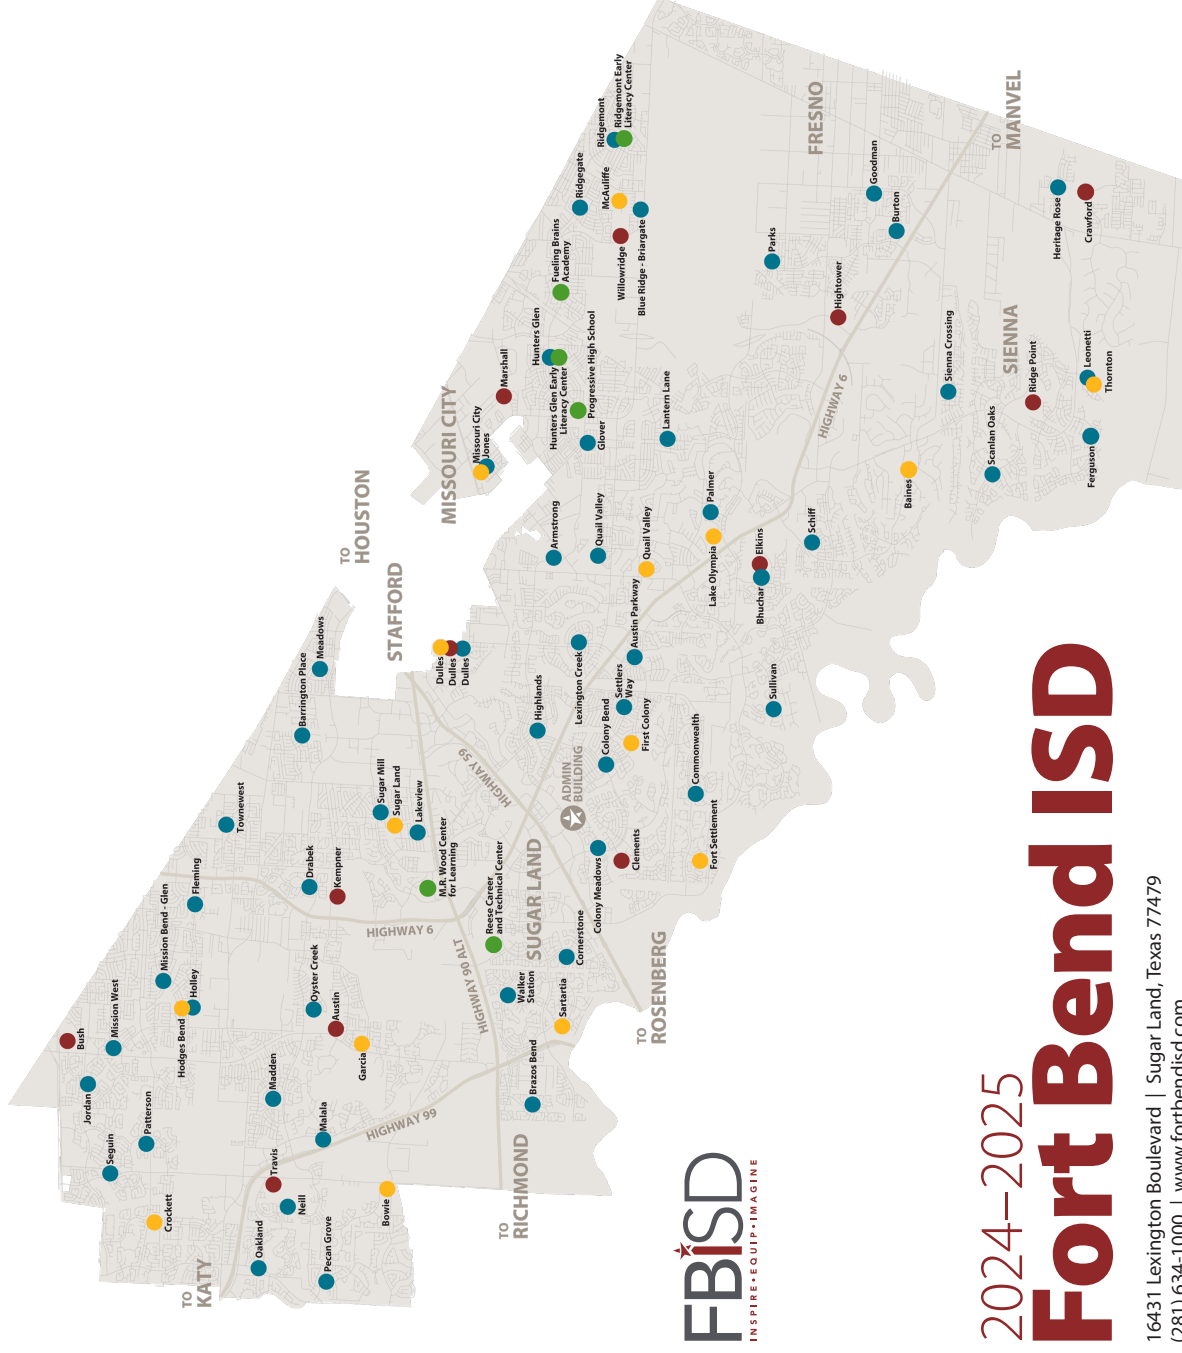 TO
KATY
Crockett
Seguin
Jordan
Bush
Patterson
Mission West
Hodges Bend
Holley
Mission Bend - Glen
Fleming
Townewest
Oakland
Pecan Grove
Neill
Travis
Bowie
Malala
Madden
HIGHWAY 99
Garcia
Austin
Oyster Creek
HIGHWAY 6
Kempner
Drabek
Barrington Place
Meadows
Sugar Mill
Sugar Land
Lakeview
M.R. Wood Center
for Learning
HIGHWAY 90 ALT
Reese Career
and Technical Center
TO
RICHMOND
Brazos Bend
Walker
Station
Sartartia
Cornerstone
SUGAR LAND
TO
ROSENBERG
HIGHWAY 59
ADMIN
BUILDING
Highlands
Lexington Creek
Colony Meadows
Clements
Colony Bend
First Colony
Settlers
Way
Austin Parkway
Commonwealth
Fort Settlement
Sullivan
STAFFORD
Dulles
Dulles
Dulles
TO
HOUSTON
MISSOURI CITY
Missouri City
Jones
Marshall
Armstrong
Quail Valley
Quail Valley
Glover
Hunters Glen
Hunters Glen Early
Literacy Center
Progressive High School
Fueling Brains
Academy
Ridgegate
McAuliffe
Willowridge
Blue Ridge - Briargate
Ridgemont
Ridgemont Early
Literacy Center
Lantern Lane
Palmer
Lake Olympia
Elkins
Bhuchar
Schiff
HIGHWAY 6
Parks
Hightower
Goodman
Burton
FRESNO
TO
MANVEL
Baines
Sienna Crossing
Scanlan Oaks
SIENNA
Ridge Point
Ferguson
Leonetti
Thornton
Heritage Rose
Crawford
FBISD
INSPIRE•EQUIP•IMAGINE
2024–2025
Fort Bend ISD
16431 Lexington Boulevard | Sugar Land, Texas 77479
(281) 634-1000 | www.fortbendisd.com